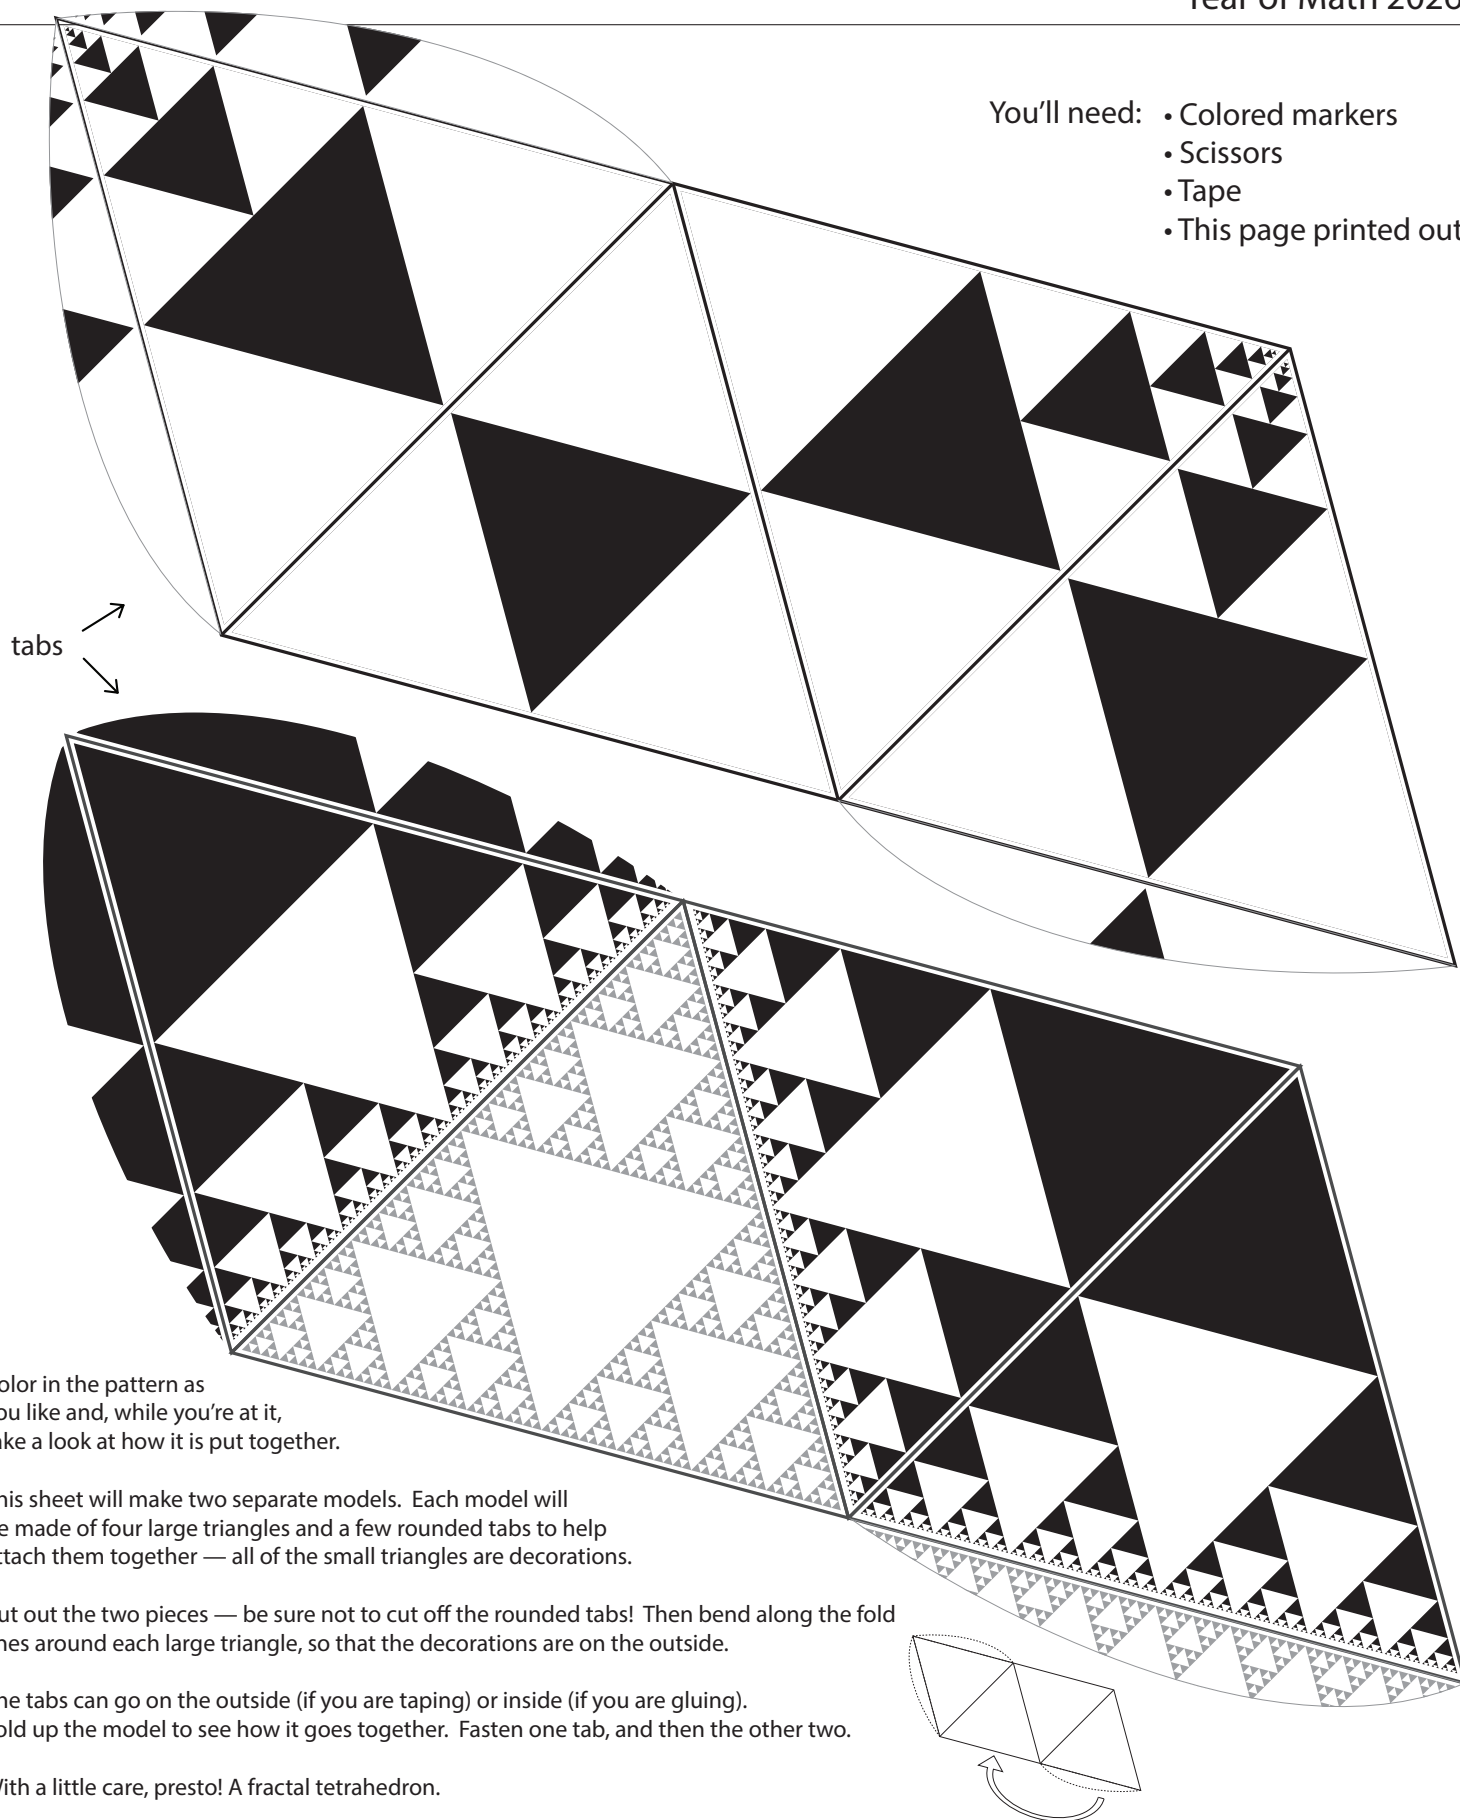 Year of Math
You'll need:
• Colored markers
• Scissors
• Tape
• This page printed out
tabs
olor in the pattern as
ou like and, while you're at it,
ake a look at how it is put together.
his sheet will make two separate models. Each model will
e made of four large triangles and a few rounded tabs to help
ttach them together — all of the small triangles are decorations.
ut out the two pieces — be sure not to cut off the rounded tabs! Then bend along the fold
nes around each large triangle, so that the decorations are on the outside.
he tabs can go on the outside (if you are taping) or inside (if you are gluing).
old up the model to see how it goes together. Fasten one tab, and then the other two.
With a little care, presto! A fractal tetrahedron.